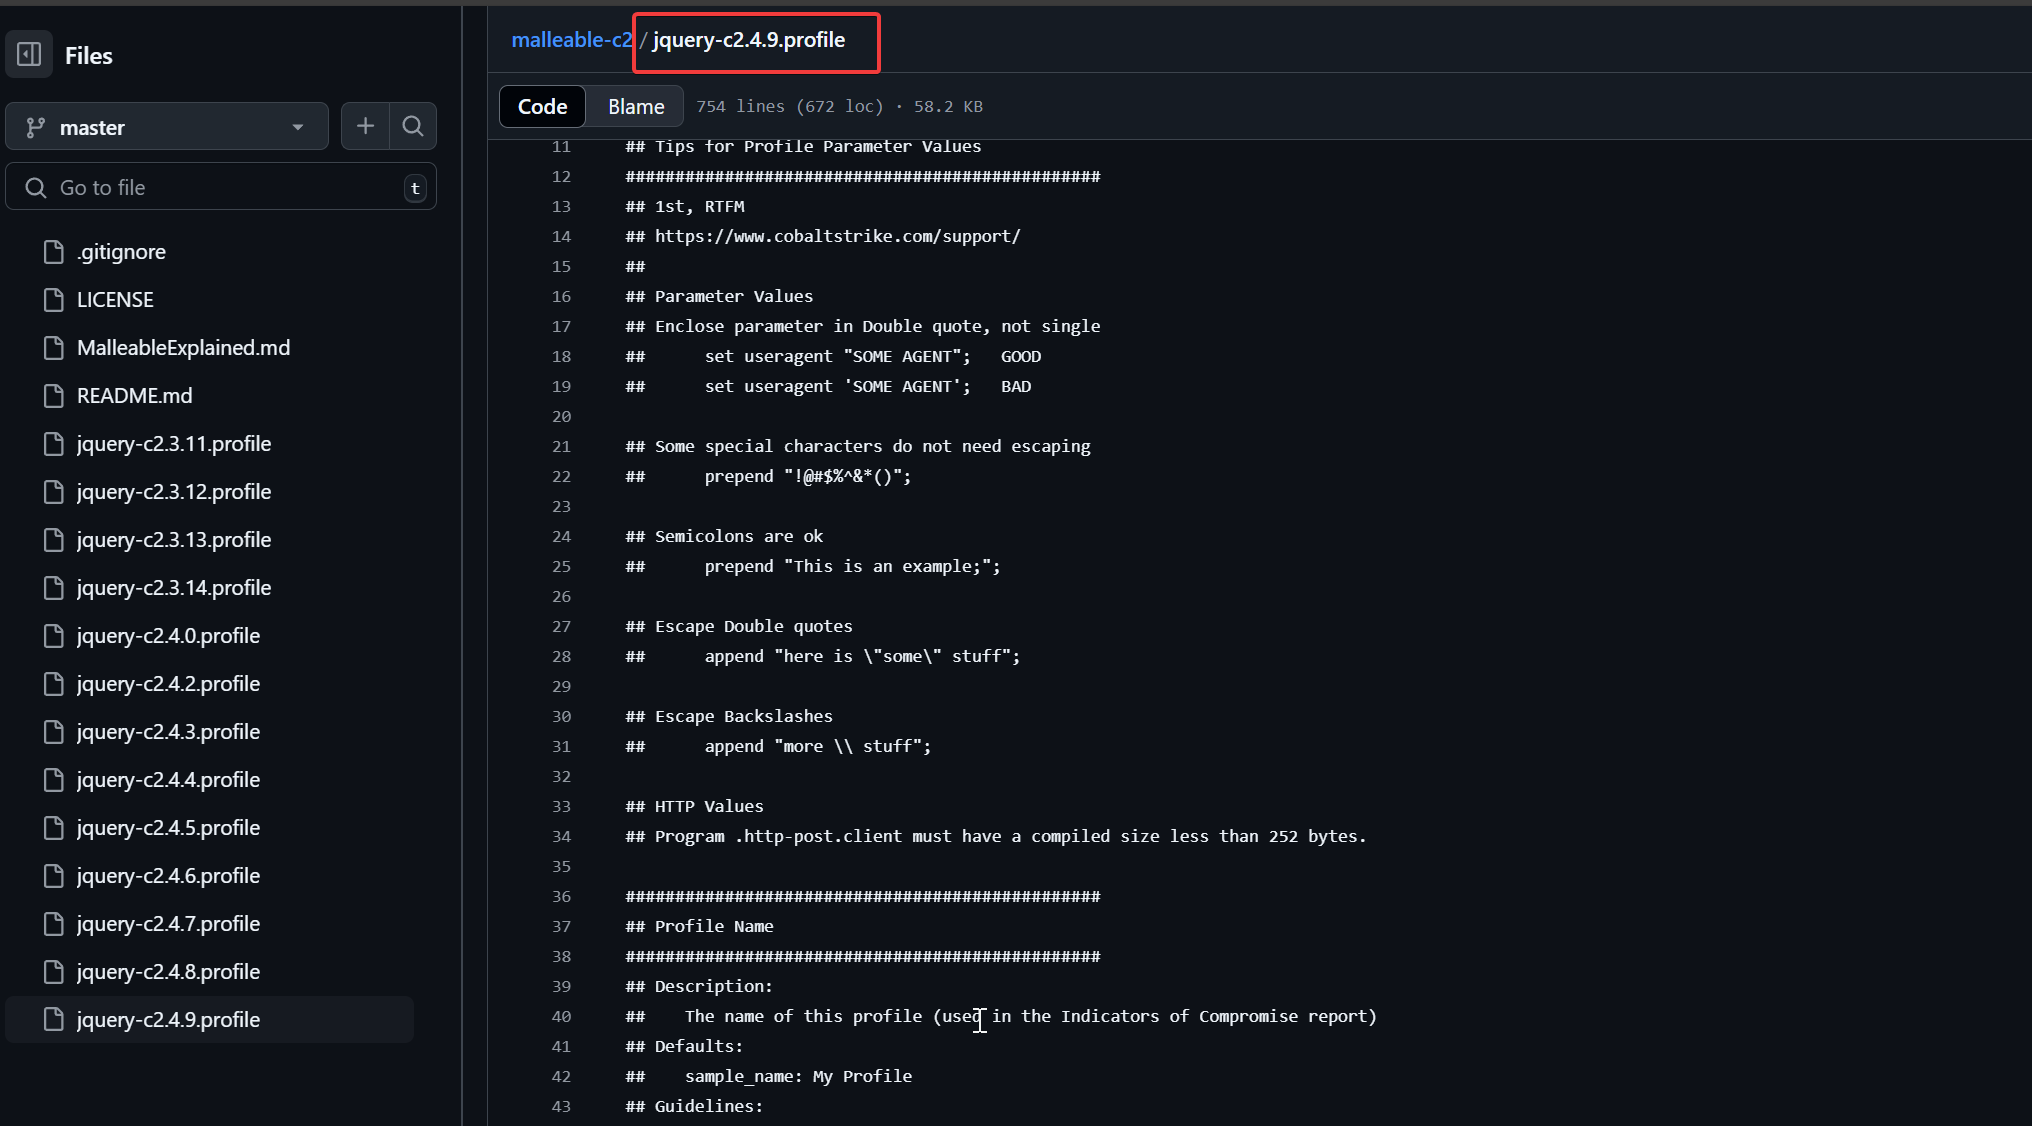 Files
master
Go to file
t
.gitignore
LICENSE
MalleableExplained.md
README.md
jquery-c2.3.11.profile
jquery-c2.3.12.profile
jquery-c2.3.13.profile
jquery-c2.3.14.profile
jquery-c2.4.0.profile
jquery-c2.4.2.profile
jquery-c2.4.3.profile
jquery-c2.4.4.profile
jquery-c2.4.5.profile
jquery-c2.4.6.profile
jquery-c2.4.7.profile
jquery-c2.4.8.profile
jquery-c2.4.9.profile
malleable-c2 / jquery-c2.4.9.profile
Code Blame 754 lines (672 loc) · 58.2 KB
11 ## Tips for Profile Parameter Values
12 ################################################
13 ## 1st, RTFM
14 ## https://www.cobaltstrike.com/support/
15 ##
16 ## Parameter Values
17 ## Enclose parameter in Double quote, not single
18 ##      set useragent "SOME AGENT";   GOOD
19 ##      set useragent 'SOME AGENT';   BAD
20
21 ## Some special characters do not need escaping
22 ##      prepend "!@#$%^&*()";
23
24 ## Semicolons are ok
25 ##      prepend "This is an example;";
26
27 ## Escape Double quotes
28 ##      append "here is \"some\" stuff";
29
30 ## Escape Backslashes
31 ##      append "more \\ stuff";
32
33 ## HTTP Values
34 ## Program .http-post.client must have a compiled size less than 252 bytes.
35
36 ################################################
37 ## Profile Name
38 ################################################
39 ## Description:
40 ##    The name of this profile (used in the Indicators of Compromise report)
41 ## Defaults:
42 ##    sample_name: My Profile
43 ## Guidelines: